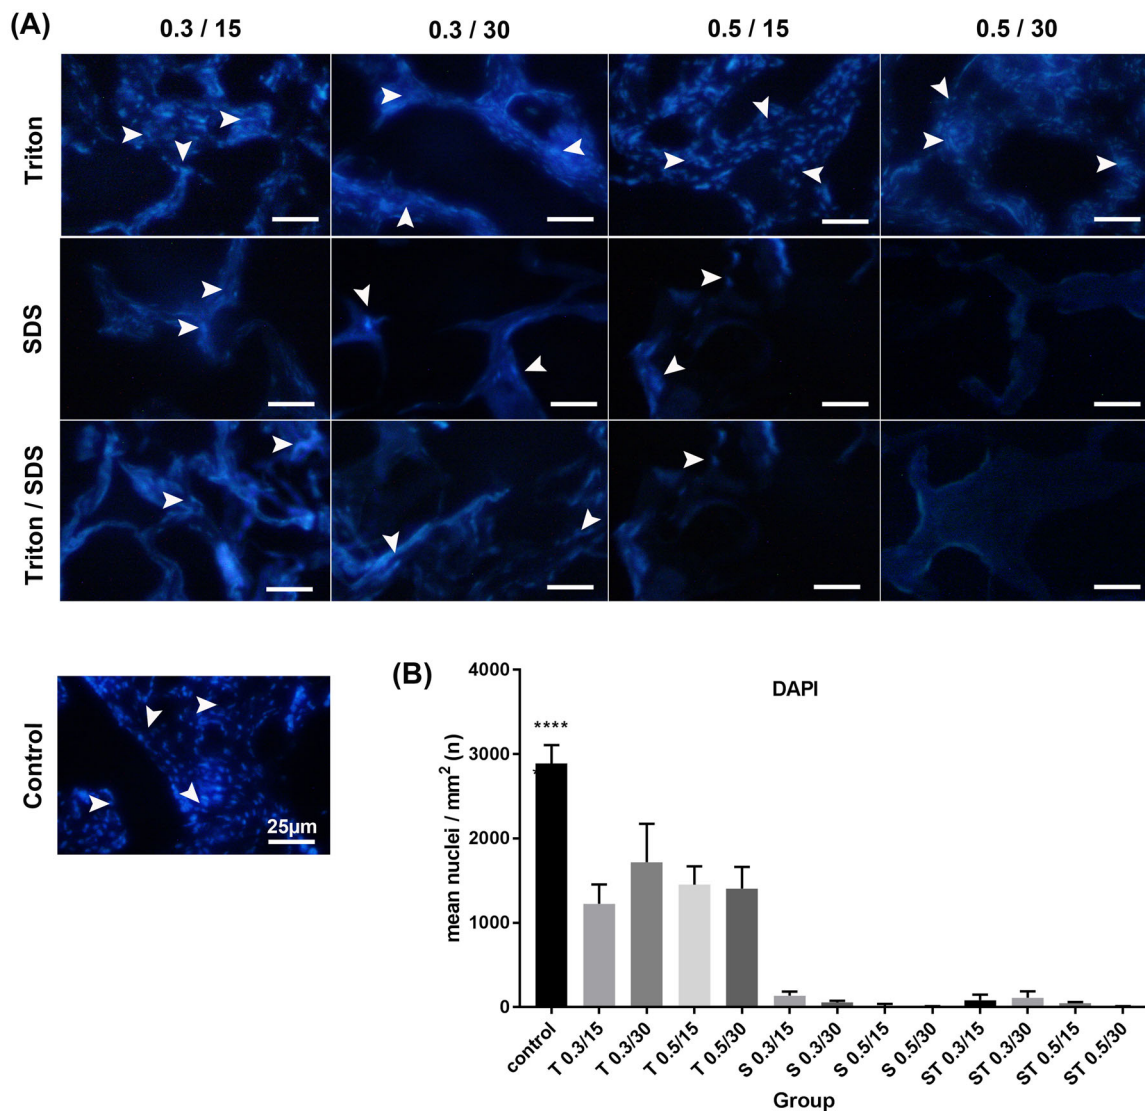 (A)
0.3 / 15
0.3 / 30
0.5 / 15
0.5 / 30
Triton
SDS
Triton / SDS
Control
25µm
(B)
DAPI
mean nuclei / mm² (n)
4000
3000
2000
1000
0
****
*
control
T 0.3/15
T 0.3/30
T 0.5/15
T 0.5/30
S 0.3/15
S 0.3/30
S 0.5/15
S 0.5/30
ST 0.3/15
ST 0.3/30
ST 0.5/15
ST 0.5/30
Group